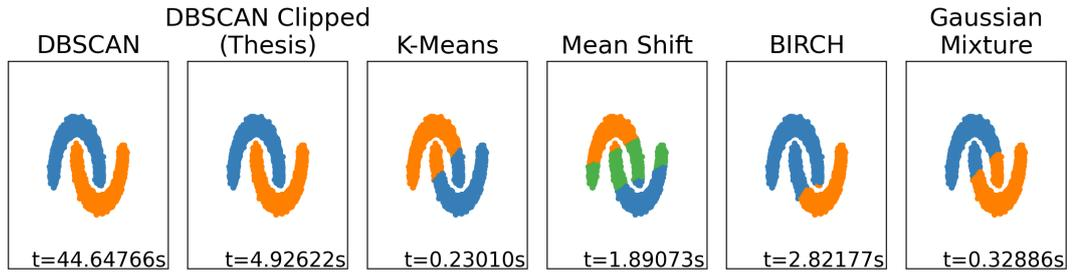 DBSCAN
DBSCAN Clipped
(Thesis)
K-Means
Mean Shift
BIRCH
Gaussian
Mixture
t=44.64766s
t=4.92622s
t=0.23010s
t=1.89073s
t=2.82177s
t=0.32886s